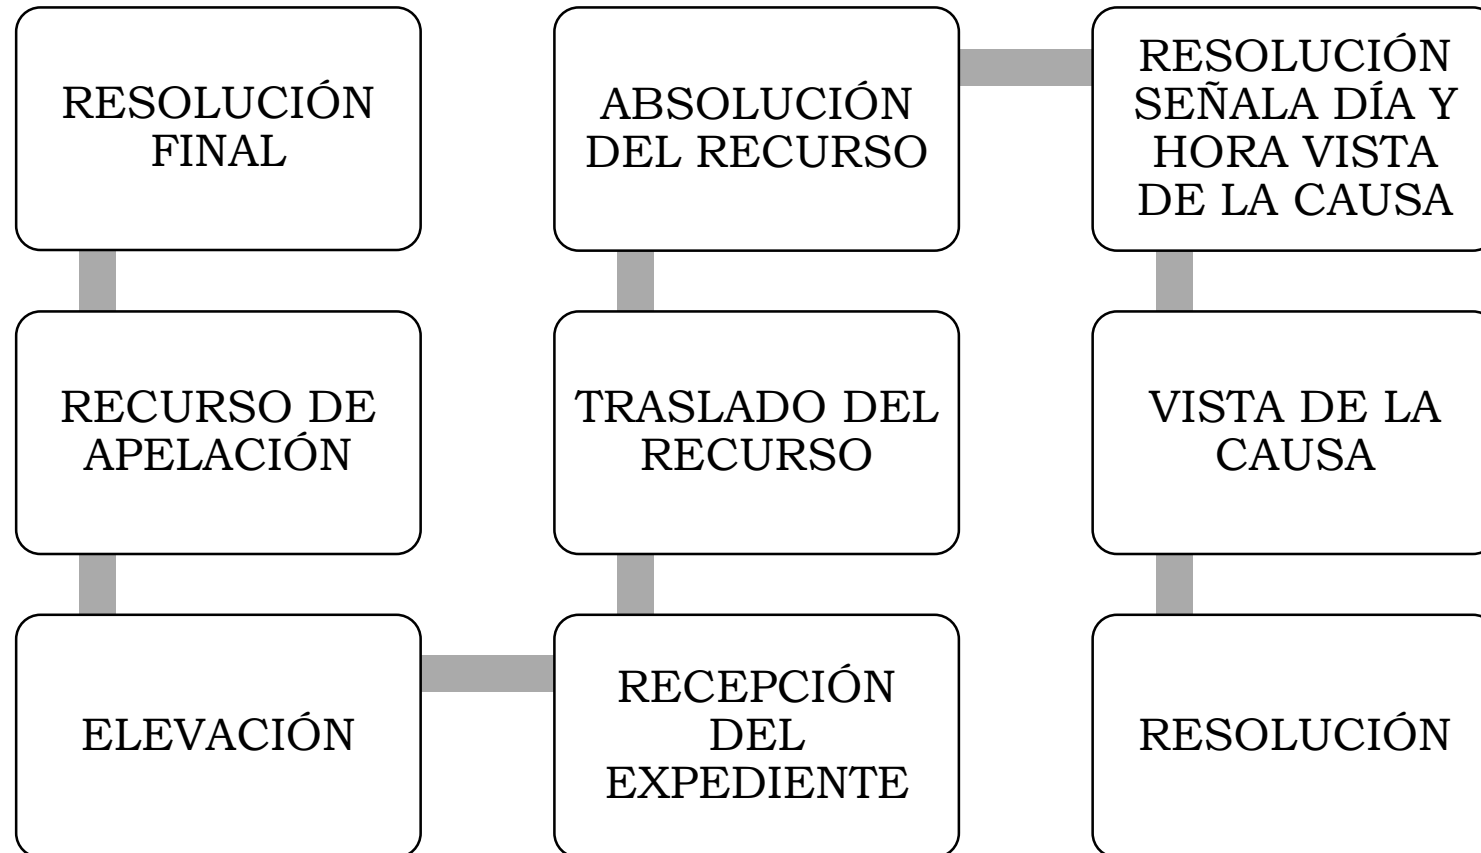 RESOLUCIÓN
FINAL
RECURSO DE
APELACIÓN
ELEVACIÓN
RECEPCIÓN
DEL
EXPEDIENTE
TRASLADO DEL
RECURSO
ABSOLUCIÓN
DEL RECURSO
RESOLUCIÓN
SEÑALA DÍA Y
HORA VISTA
DE LA CAUSA
VISTA DE LA
CAUSA
RESOLUCIÓN